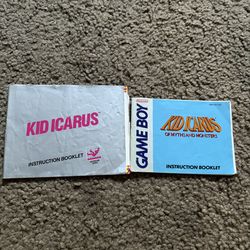 KID ICARUS
INSTRUCTION BOOKLET
GAME BOY
KID ICARUS
OF MYTHS AND MONSTERS
INSTRUCTION BOOKLET